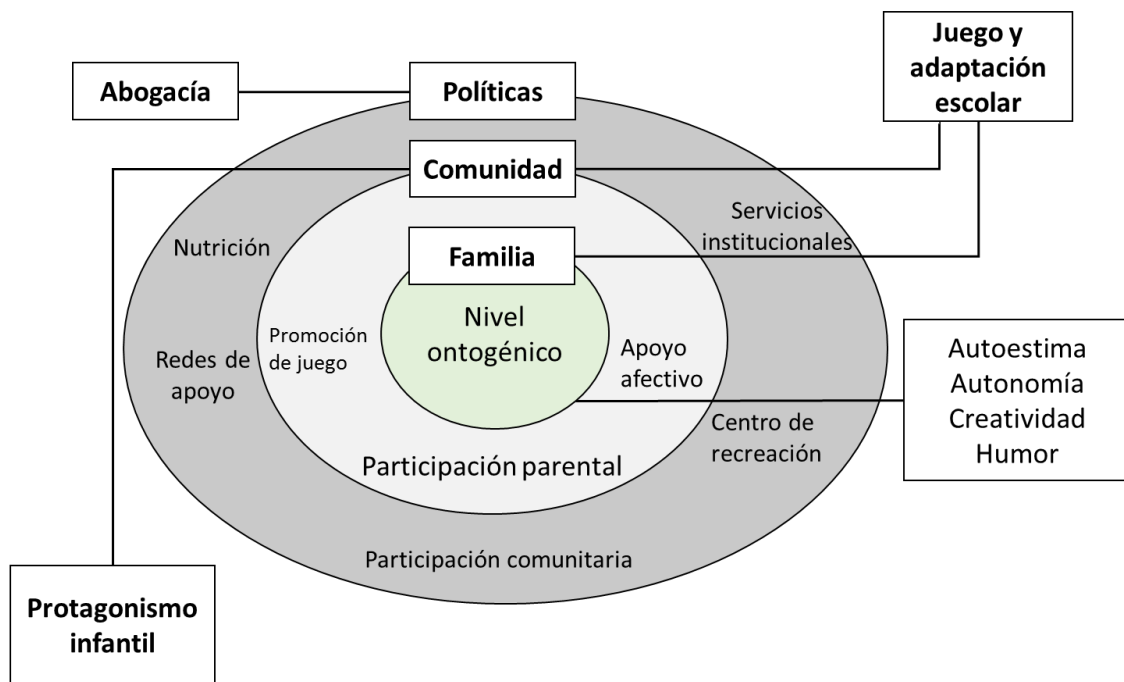 Juego y
adaptación
escolar
Abogacía
Políticas
Comunidad
Servicios
institucionales
Nutrición
Familia
Nivel
ontogénico
Promoción
de juego
Apoyo
afectivo
Redes de
apoyo
Autoestima
Autonomía
Creatividad
Humor
Centro de
recreación
Participación parental
Participación comunitaria
Protagonismo
infantil